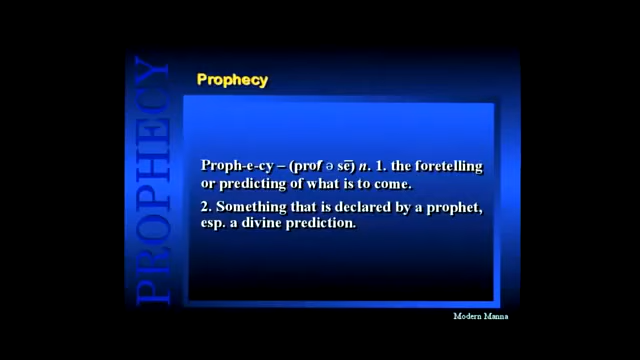 PROPHECY
Prophecy
Proph-e-cy – (prof′ ə sē) n. 1. the foretelling
or predicting of what is to come.
2. Something that is declared by a prophet,
esp. a divine prediction.
Modern Manna